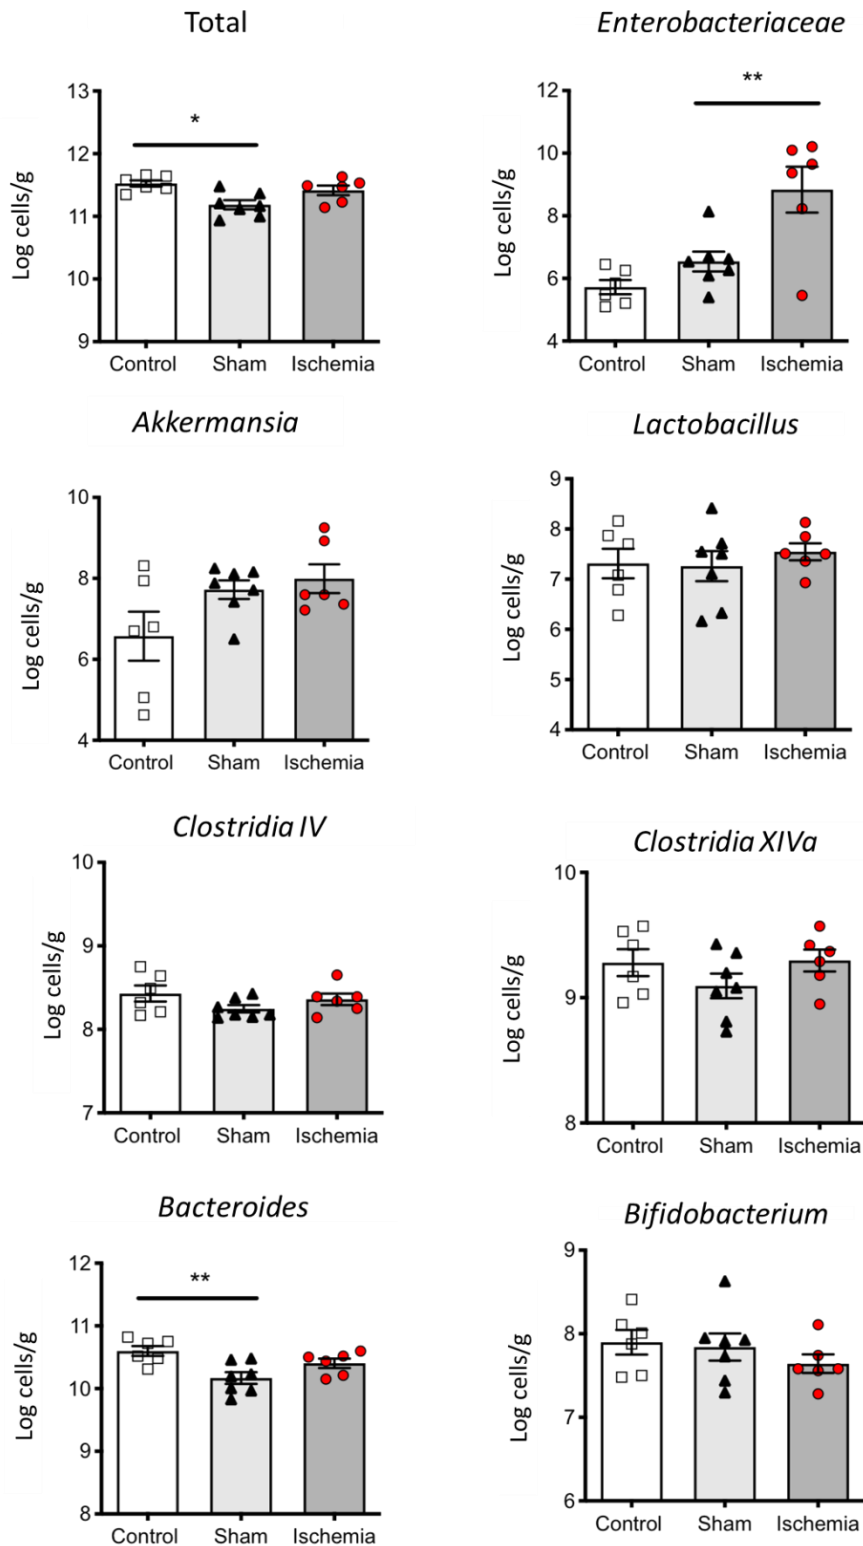 Total
*
Log cells/g
13
12
11
10
9
Control Sham Ischemia
Enterobacteriaceae
**
Log cells/g
12
10
8
6
4
Control Sham Ischemia
Akkermansia
Log cells/g
10
8
6
4
Control Sham Ischemia
Lactobacillus
Log cells/g
9
8
7
6
5
4
Control Sham Ischemia
Clostridia IV
Log cells/g
10
9
8
7
Control Sham Ischemia
Clostridia XIVa
Log cells/g
10
9
8
Control Sham Ischemia
Bacteroides
**
Log cells/g
12
11
10
9
8
Control Sham Ischemia
Bifidobacterium
Log cells/g
9
8
7
6
Control Sham Ischemia